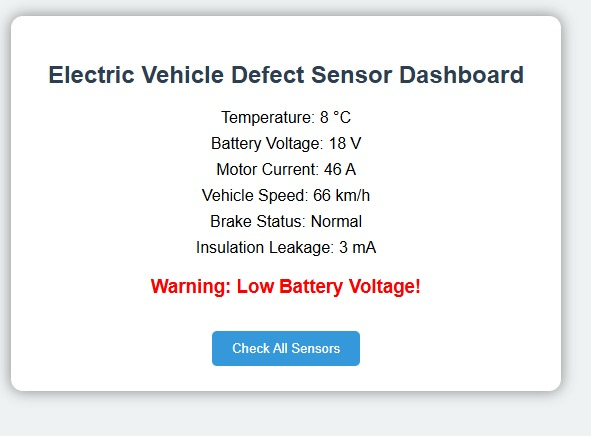 Electric Vehicle Defect Sensor Dashboard
Temperature: 8 °C
Battery Voltage: 18 V
Motor Current: 46 A
Vehicle Speed: 66 km/h
Brake Status: Normal
Insulation Leakage: 3 mA
Warning: Low Battery Voltage!
Check All Sensors